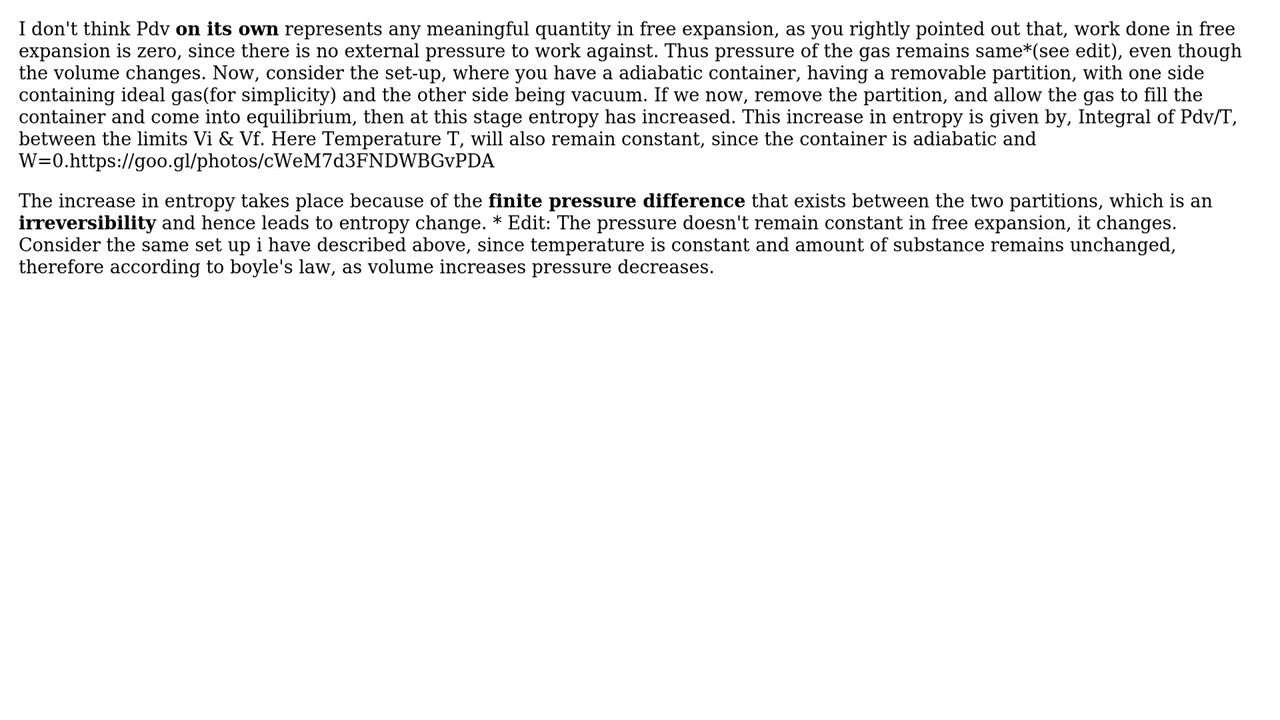 I don't think Pdv on its own represents any meaningful quantity in free expansion, as you rightly pointed out that, work done in free
expansion is zero, since there is no external pressure to work against. Thus pressure of the gas remains same*(see edit), even though
the volume changes. Now, consider the set-up, where you have a adiabatic container, having a removable partition, with one side
containing ideal gas(for simplicity) and the other side being vacuum. If we now, remove the partition, and allow the gas to fill the
container and come into equilibrium, then at this stage entropy has increased. This increase in entropy is given by, Integral of Pdv/T,
between the limits Vi & Vf. Here Temperature T, will also remain constant, since the container is adiabatic and
W=0.https://goo.gl/photos/cWeM7d3FNDWBGvPDA
The increase in entropy takes place because of the finite pressure difference that exists between the two partitions, which is an
irreversibility and hence leads to entropy change. * Edit: The pressure doesn't remain constant in free expansion, it changes.
Consider the same set up i have described above, since temperature is constant and amount of substance remains unchanged,
therefore according to boyle's law, as volume increases pressure decreases.